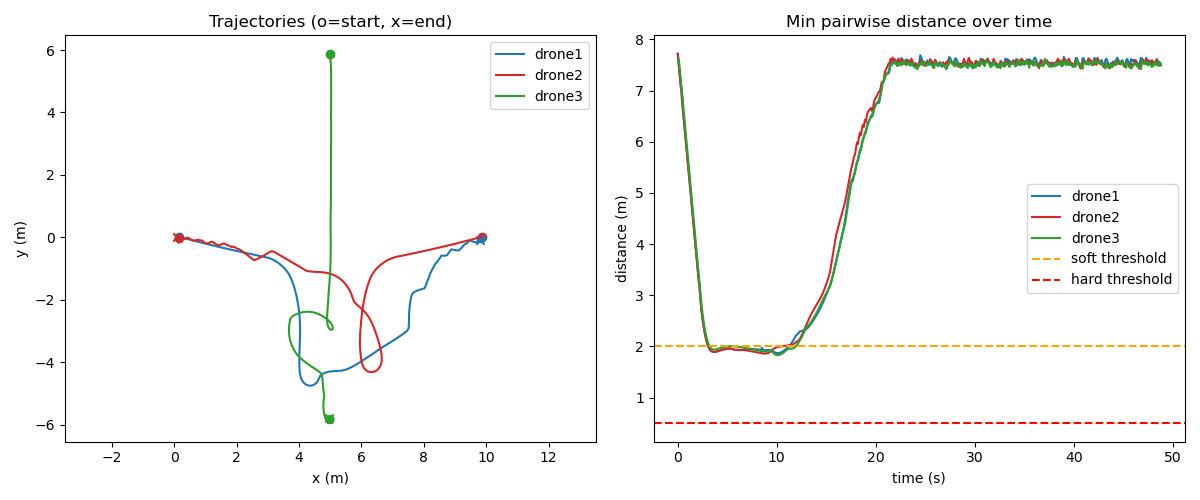 Trajectories (o=start, x=end)
y (m)
6
4
2
0
−2
−4
−6
−2
0
2
4
6
8
10
12
x (m)
drone1
drone2
drone3
Min pairwise distance over time
distance (m)
8
7
6
5
4
3
2
1
0
10
20
30
40
50
time (s)
drone1
drone2
drone3
soft threshold
hard threshold